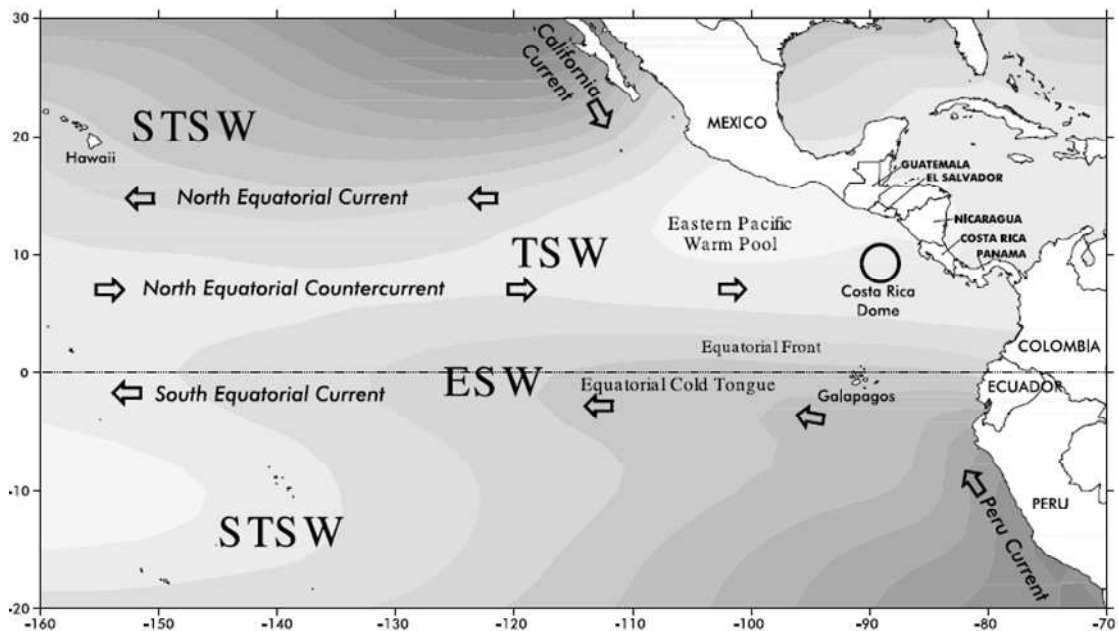 30
20
10
0
-10
-20
-160
-150
-140
-130
-120
-110
-100
-90
-80
-70
California
Current
STSW
Hawaii
MEXICO
GUATEMALA
EL SALVADOR
North Equatorial Current
NICARAGUA
Eastern Pacific
Warm Pool
COSTA RICA
PANAMA
TSW
North Equatorial Countercurrent
Costa Rica
Dome
Equatorial Front
COLOMBÍA
ESW
Equatorial Cold Tongue
ECUADOR
South Equatorial Current
Galapagos
STSW
Peru Current
PERU